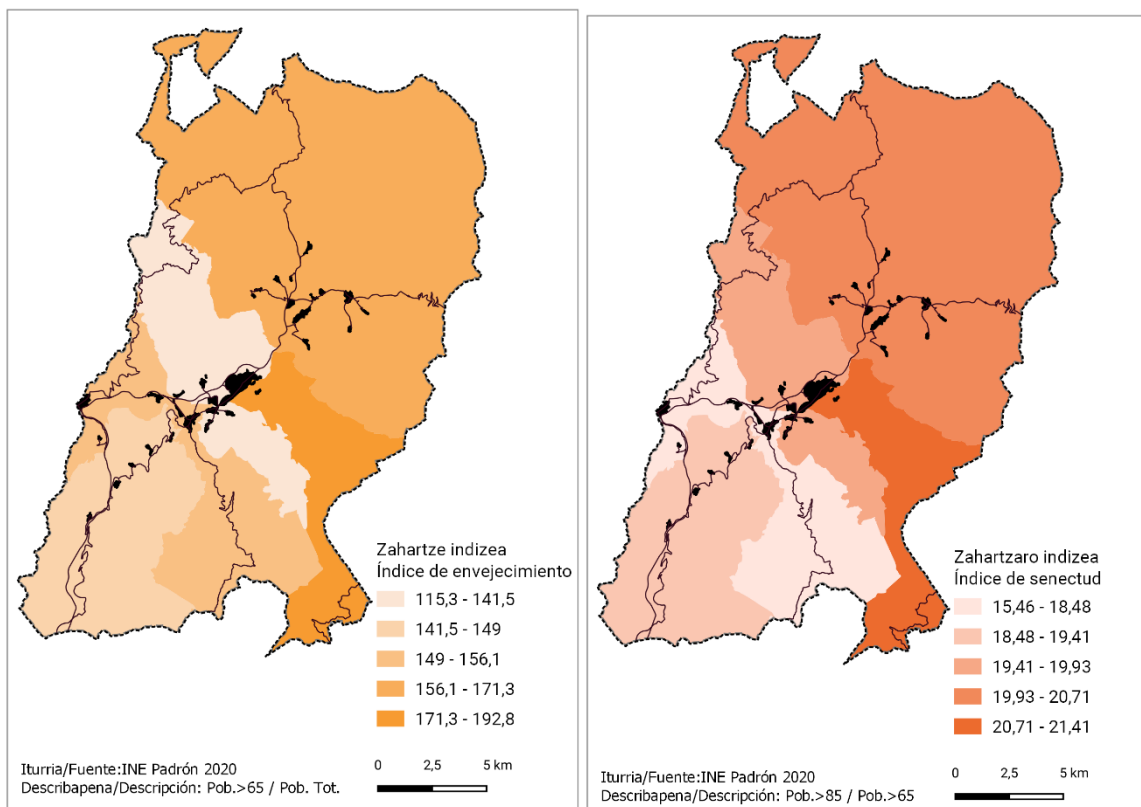 Zahartze indizea
Índice de envejecimiento
115,3 - 141,5
141,5 - 149
149 - 156,1
156,1 - 171,3
171,3 - 192,8
Iturria/Fuente:INE Padrón 2020
Describapena/Descripción: Pob.>65 / Pob. Tot.
0 2,5 5 km
Zahartzaro indizea
Índice de senectud
15,46 - 18,48
18,48 - 19,41
19,41 - 19,93
19,93 - 20,71
20,71 - 21,41
Iturria/Fuente:INE Padrón 2020
Describapena/Descripción: Pob.>85 / Pob.>65
0 2,5 5 km